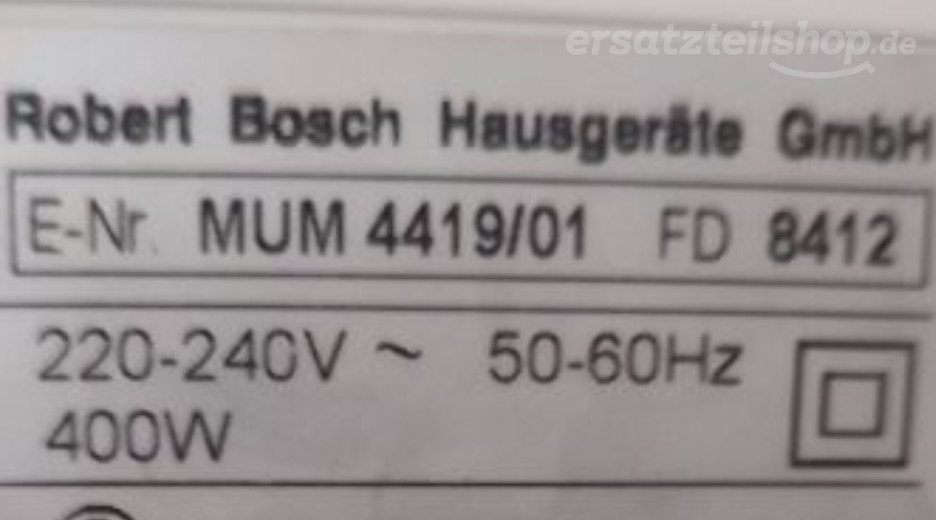 ersatzteilshop.de
Robert Bosch Hausgeräte GmbH
E-Nr. MUM 4419/01 FD 8412
220-240V ~ 50-60Hz
400W